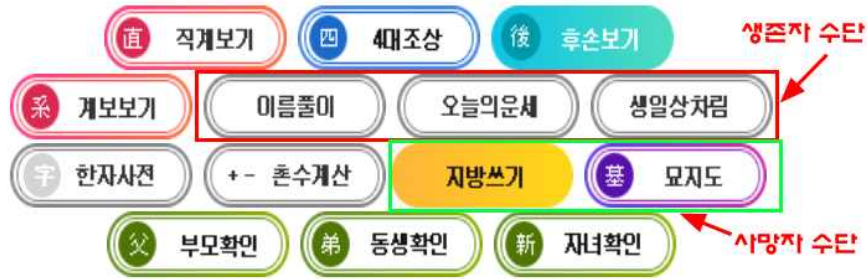 直 직계보기 四 4대조상 後 후손보기 생존자 수단
系 계보보기 이름풀이 오늘의운세 생일상차림
字 한자사전 + - 촌수계산 지방쓰기 墓 묘지도
父 부모확인 弟 동생확인 新 자녀확인 사망자 수단